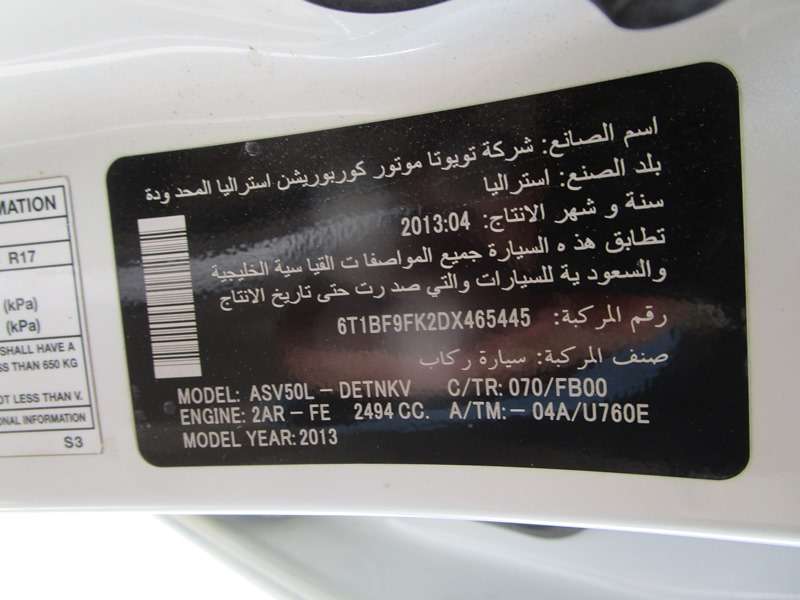 MATION
R17
(kPa)
(kPa)
SHALL HAVE A
SS THAN 650 KG
NOT LESS THAN V.
ONAL INFORMATION
S3
اسم الصانع: شركة تويوتا موتور كوربوريشن استراليا المحدودة
بلد الصنع: استراليا
سنة و شهر الانتاج: 2013:04
تطابق هذه السيارة جميع المواصفات القياسية الخليجية
والسعودية للسيارات والتي صدرت حتى تاريخ الانتاج
رقم المركبة: 6T1BF9FK2DX465445
صنف المركبة: سيارة ركاب
MODEL: ASV50L-DETNKV C/TR: 070/FB00
ENGINE: 2AR-FE 2494 CC. A/TM:-04A/U760E
MODEL YEAR: 2013